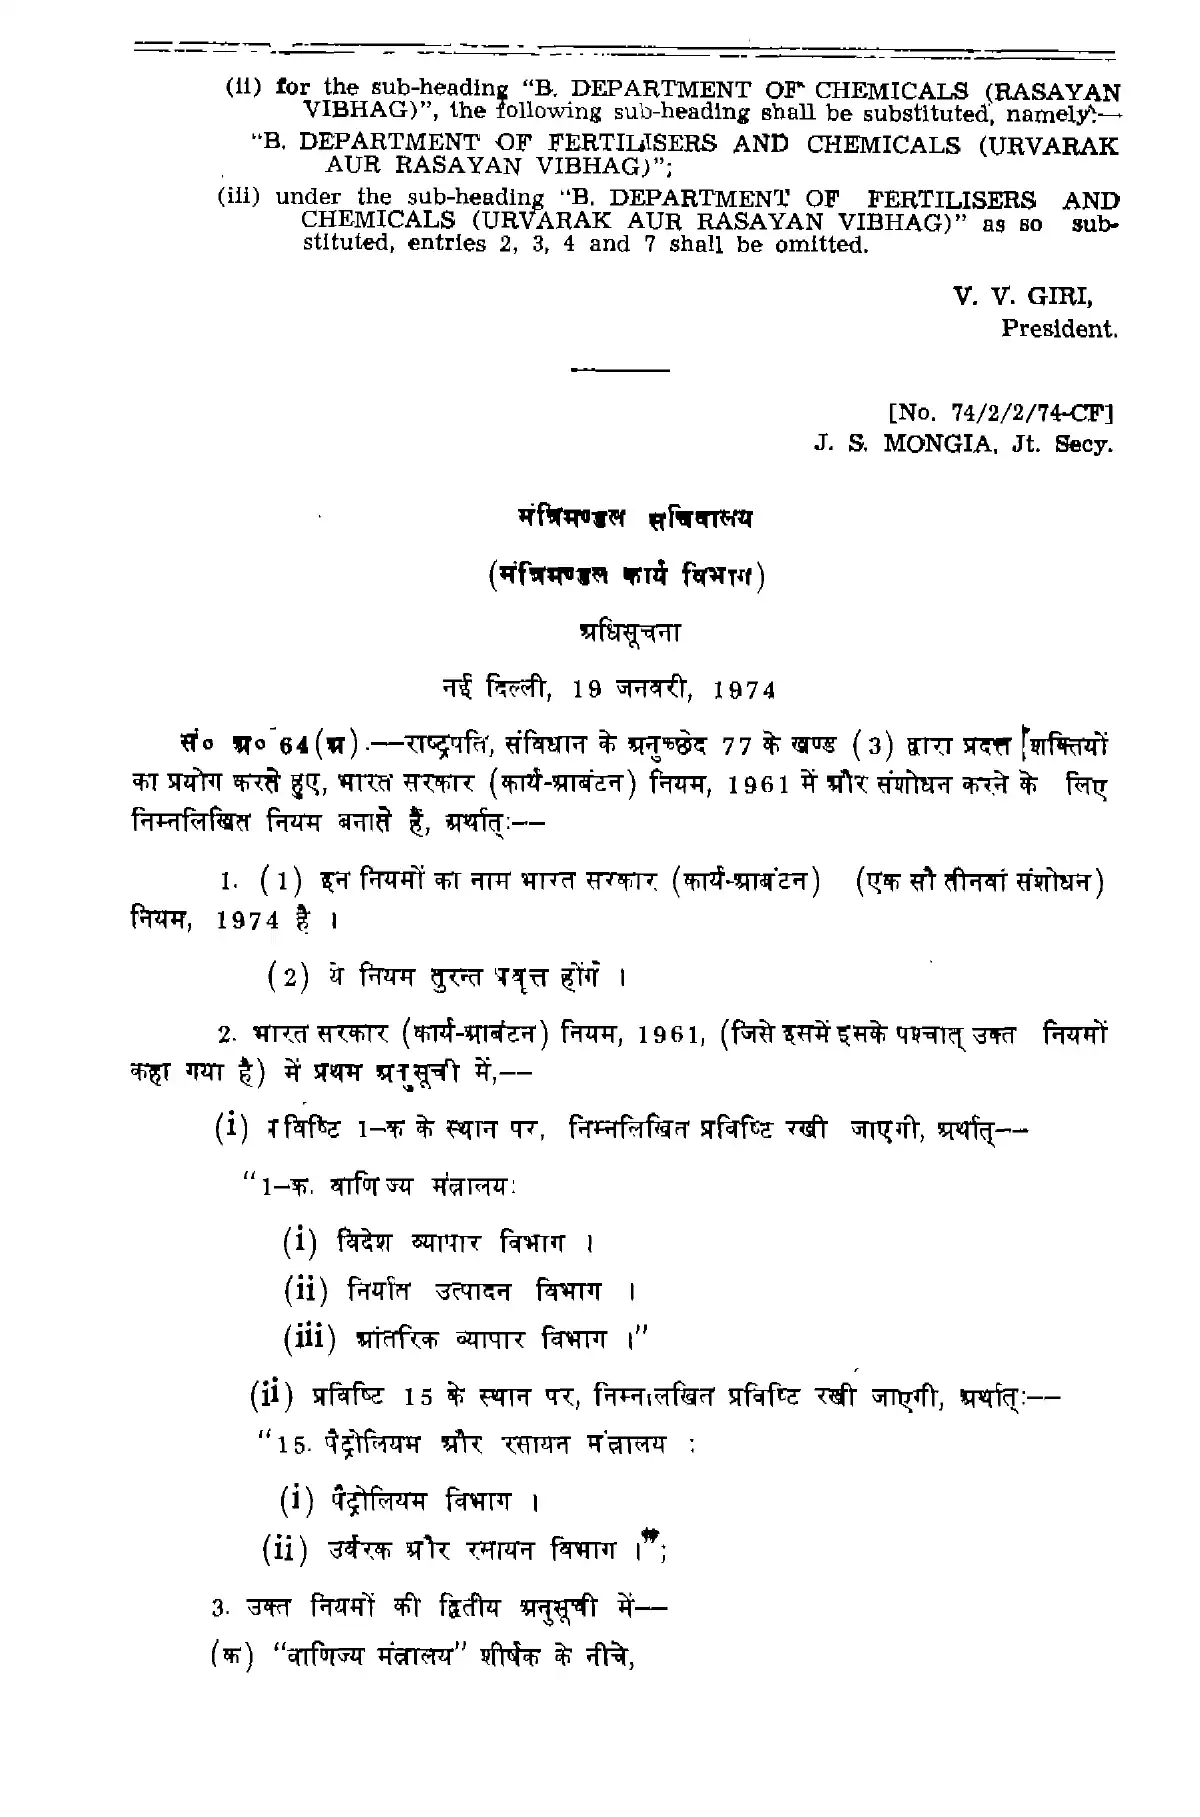 (ii) for the sub-heading “B. DEPARTMENT OF CHEMICALS (RASAYAN
VIBHAG)”, the following sub-heading shall be substituted, namely:—
“B. DEPARTMENT OF FERTILISERS AND CHEMICALS (URVARAK
AUR RASAYAN VIBHAG)”;
(iii) under the sub-heading “B. DEPARTMENT OF FERTILISERS AND
CHEMICALS (URVARAK AUR RASAYAN VIBHAG)” as so sub-
stituted, entries 2, 3, 4 and 7 shall be omitted.
V. V. GIRI,
President.
[No. 74/2/2/74-CF]
J. S. MONGIA, Jt. Secy.
मंत्रिमण्डल सचिवालय
(मंत्रिमण्डल कार्य विभाग)
अधिसूचना
नई दिल्ली, 19 जनवरी, 1974
सं० अ० 64(अ).—राष्ट्रपति, संविधान के अनुच्छेद 77 के खण्ड (3) द्वारा प्रदत्त शक्तियों
का प्रयोग करते हुए, भारत सरकार (कार्य-आबंटन) नियम, 1961 में और संशोधन करने के लिए
निम्नलिखित नियम बनाते हैं, अर्थात्:—
1. (1) इन नियमों का नाम भारत सरकार (कार्य-आबंटन) (एक सौ तीनवां संशोधन)
नियम, 1974 है ।
(2) ये नियम तुरन्त प्रवृत्त होंगे ।
2. भारत सरकार (कार्य-आबंटन) नियम, 1961, (जिसे इसमें इसके पश्चात् उक्त नियमों
कहा गया है) में प्रथम अनुसूची में,—
(i) प्रविष्टि 1-क के स्थान पर, निम्नलिखित प्रविष्टि रखी जाएगी, अर्थात्—
“1-क. वाणिज्य मंत्रालय:
(i) विदेश व्यापार विभाग ।
(ii) निर्यात उत्पादन विभाग ।
(iii) आंतरिक व्यापार विभाग ।”
(ii) प्रविष्टि 15 के स्थान पर, निम्नलिखित प्रविष्टि रखी जाएगी, अर्थात्:—
“15. पैट्रोलियम और रसायन मंत्रालय :
(i) पैट्रोलियम विभाग ।
(ii) उर्वरक और रसायन विभाग ।”;
3. उक्त नियमों की द्वितीय अनुसूची में—
(क) “वाणिज्य मंत्रालय” शीर्षक के नीचे,